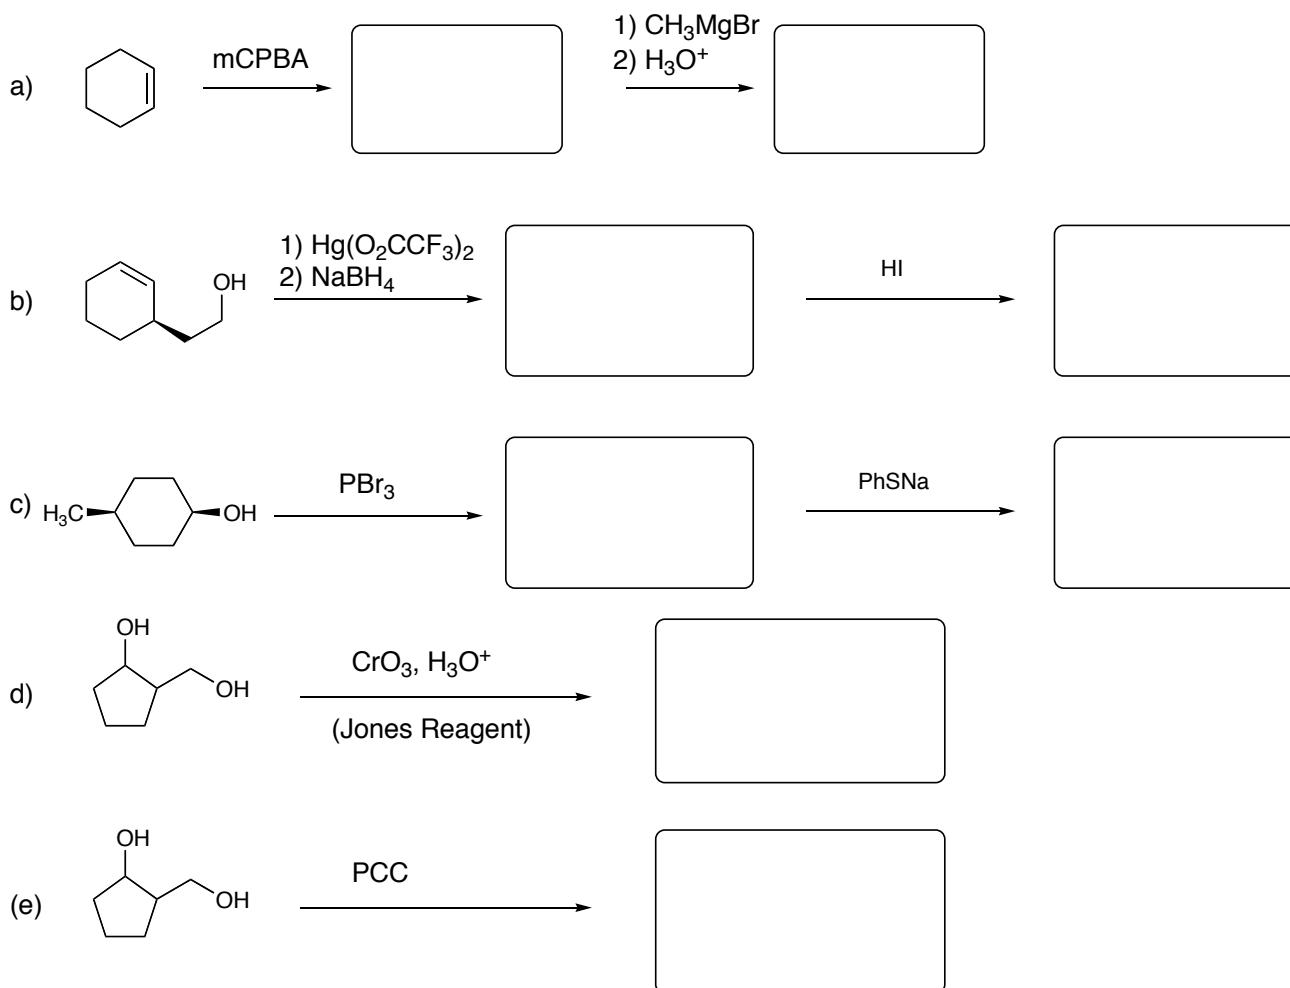 a)
mCPBA
1) CH₃MgBr
2) H₃O⁺
b)
OH
1) Hg(O₂CCF₃)₂
2) NaBH₄
HI
c)
H₃C
OH
PBr₃
PhSNa
d)
OH
OH
CrO₃, H₃O⁺
(Jones Reagent)
(e)
OH
OH
PCC